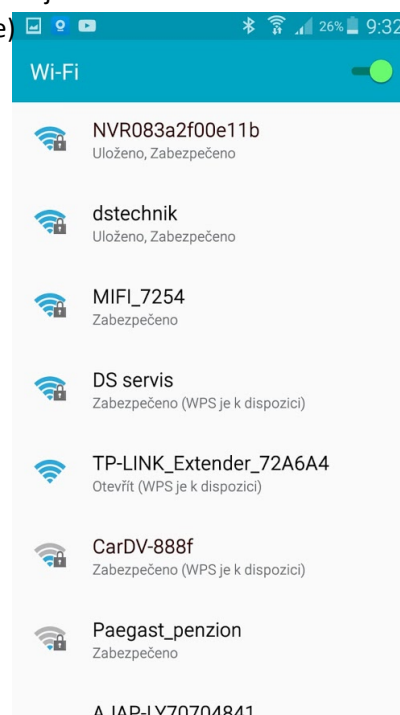 e)
26% 9:32
Wi-Fi
NVR083a2f00e11b
Uloženo, Zabezpečeno
dstechnik
Uloženo, Zabezpečeno
MIFI_7254
Zabezpečeno
DS servis
Zabezpečeno (WPS je k dispozici)
TP-LINK_Extender_72A6A4
Otevřít (WPS je k dispozici)
CarDV-888f
Zabezpečeno (WPS je k dispozici)
Paegast_penzion
Zabezpečeno